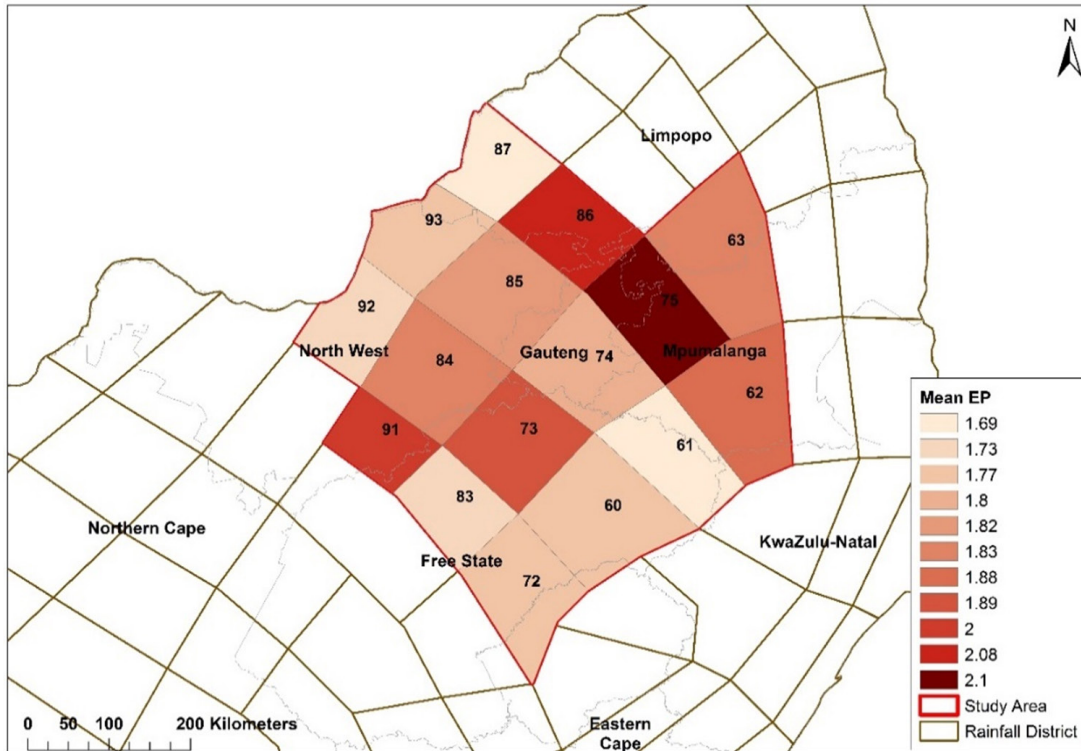 N
Limpopo
87
86
93
63
85
75
92
North West
Gauteng
74
Mpumalanga
84
62
91
73
61
83
60
Northern Cape
KwaZulu-Natal
Free State
72
Eastern
Cape
0 50 100 200 Kilometers
Mean EP
1.69
1.73
1.77
1.8
1.82
1.83
1.88
1.89
2
2.08
2.1
Study Area
Rainfall District